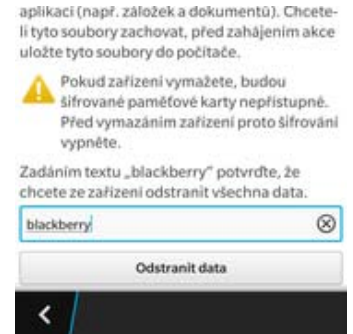 aplikací (např. záložek a dokumentů). Chcete-
li tyto soubory zachovat, před zahájením akce
uložte tyto soubory do počítače.
Pokud zařízení vymažete, budou
šifrované paměťové karty nepřístupné.
Před vymazáním zařízení proto šifrování
vypněte.
Zadáním textu „blackberry" potvrďte, že
chcete ze zařízení odstranit všechna data.
blackberry
Odstranit data